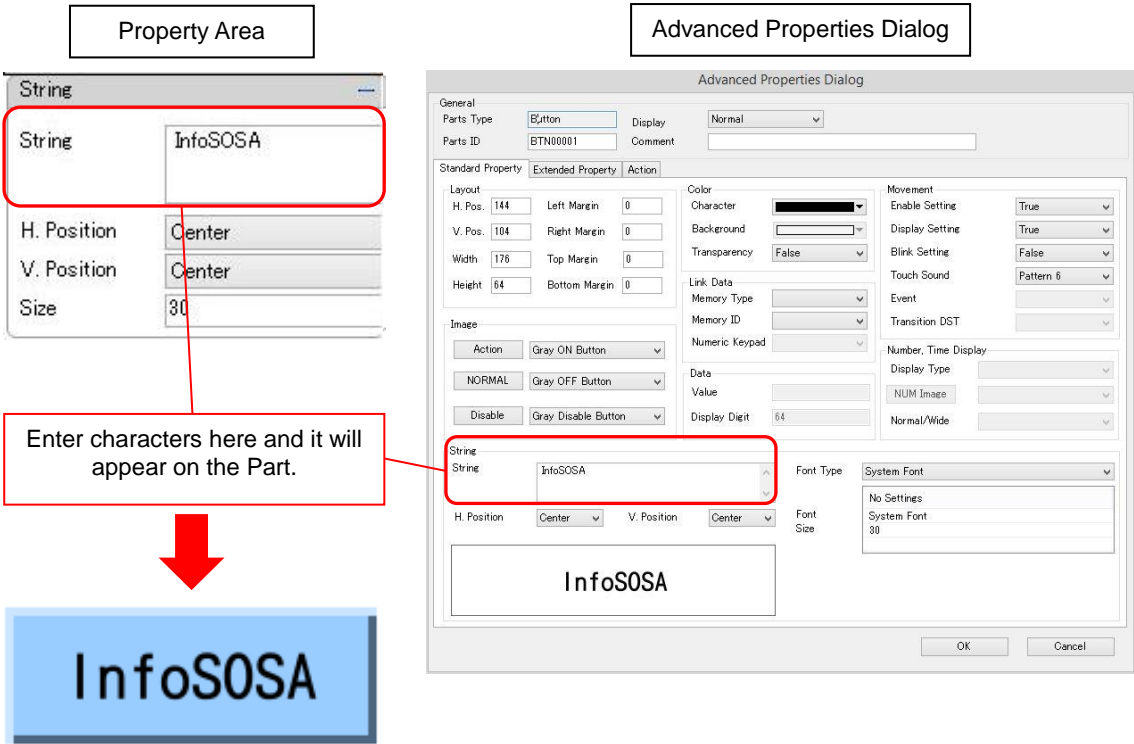 Property Area
String
String InfoSOSA
H. Position Center
V. Position Center
Size 30
Enter characters here and it will
appear on the Part.
InfoSOSA
Advanced Properties Dialog
Advanced Properties Dialog
General
Parts Type Button Display Normal
Parts ID BTN00001 Comment
Standard Property Extended Property Action
Layout
H. Pos. 144 Left Margin 0
V. Pos. 104 Right Margin 0
Width 176 Top Margin 0
Height 64 Bottom Margin 0
Image
Action Gray ON Button
NORMAL Gray OFF Button
Disable Gray Disable Button
Color
Character
Background
Transparency False
Link Data
Memory Type
Memory ID
Numeric Keypad
Data
Value
Display Digit 64
Movement
Enable Setting True
Display Setting True
Blink Setting False
Touch Sound Pattern 6
Event
Transition DST
Number, Time Display
Display Type
NUM Image
Normal/Wide
String
String InfoSOSA
H. Position Center V. Position Center
Font Type System Font
No Settings
Font System Font
Size 30
InfoSOSA
OK Cancel